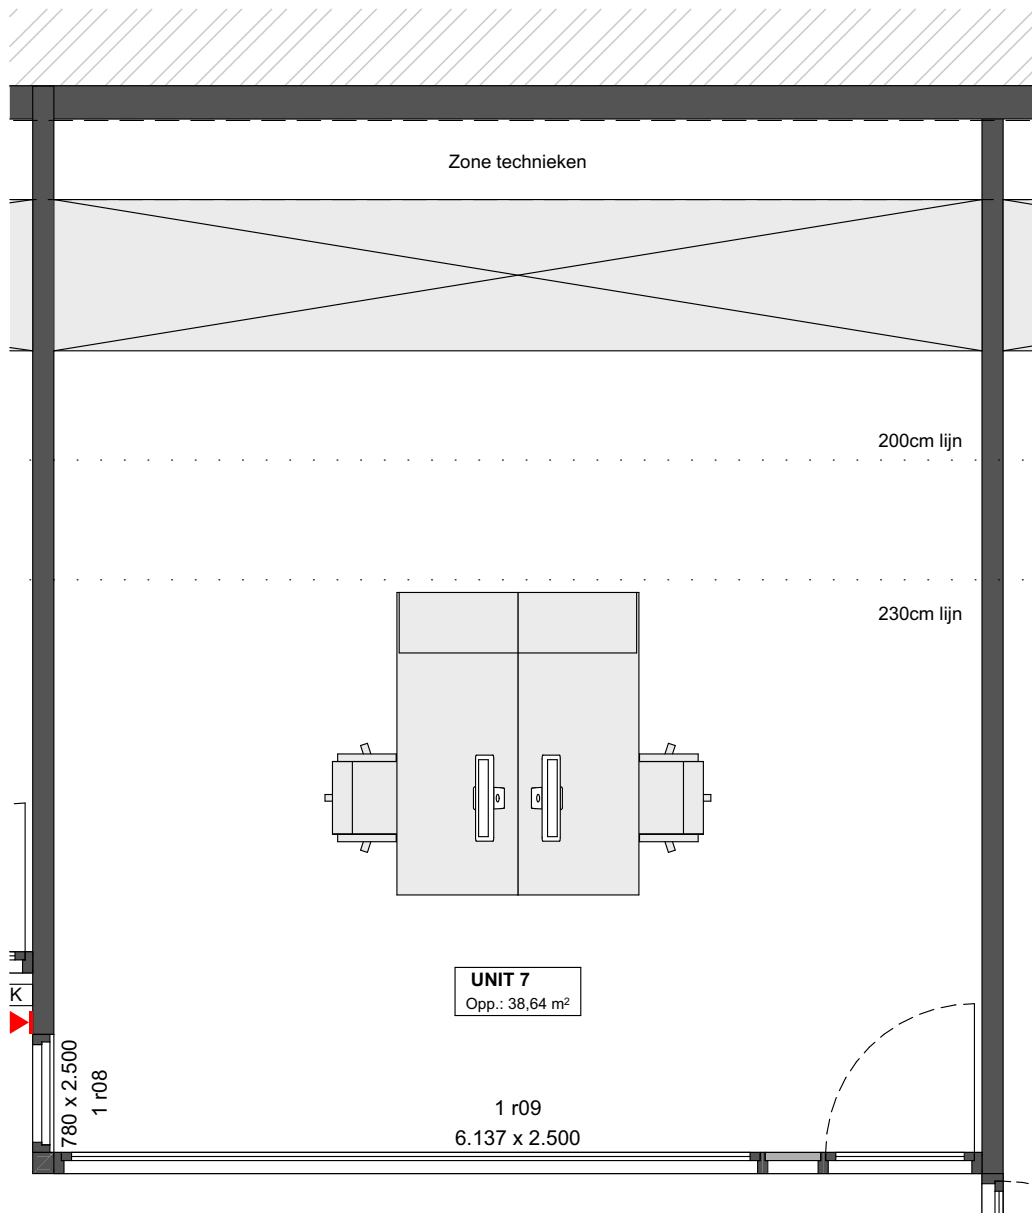 Zone technieken
200cm lijn
230cm lijn
UNIT 7
Opp.: 38,64 m²
K
780 x 2.500
1 r08
1 r09
6.137 x 2.500